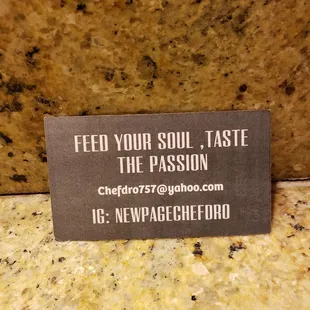 FEED YOUR SOUL ,TASTE
THE PASSION
Chefdro757@yahoo.com
IG: NEWPAGECHEFDRO